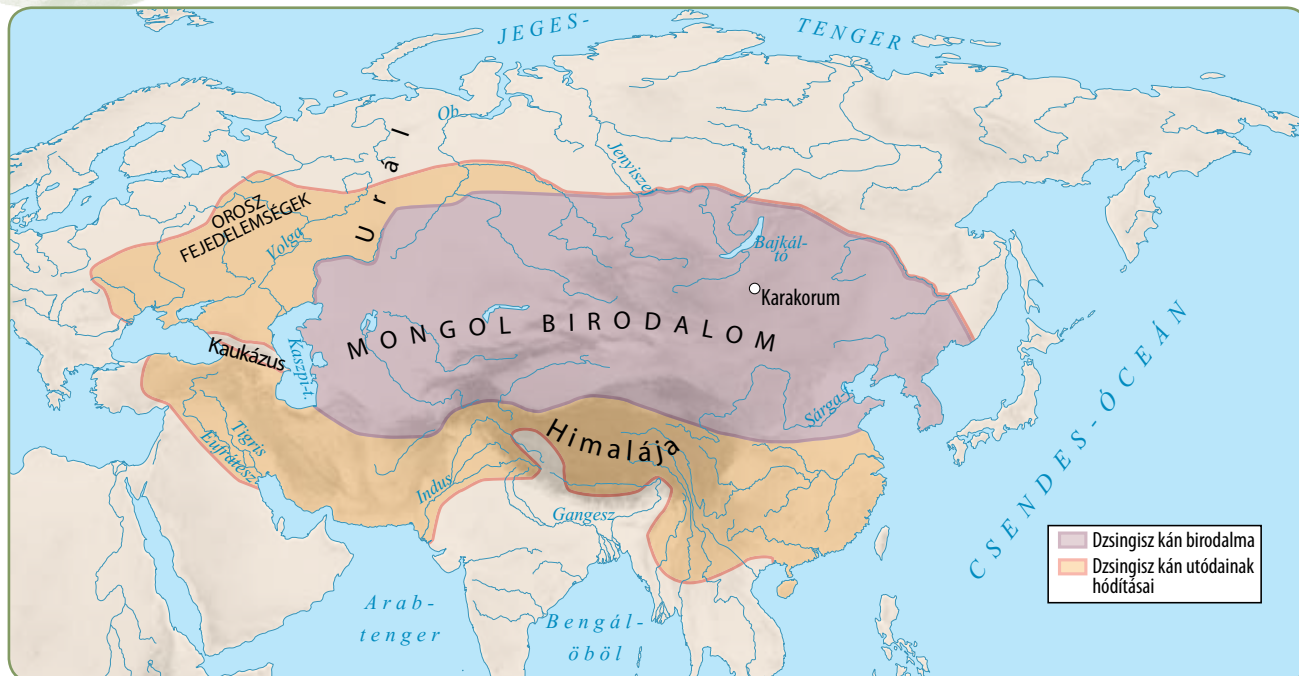 JEGES-
TENGER
Ob
Urál
Jenyiszej
OROSZ
FEJEDELEMSÉGEK
Volga
Bajkál-
tó
Karakorum
MONGOL BIRODALOM
Kaukázus
Kaszpi-t.
Sárga-f.
Himalája
Tigris
Eufrátesz
Indus
Gangesz
CSENDES-ÓCEÁN
Arab-
tenger
Bengál-
öböl
Dzsingisz kán birodalma
Dzsingisz kán utódainak
hódításai